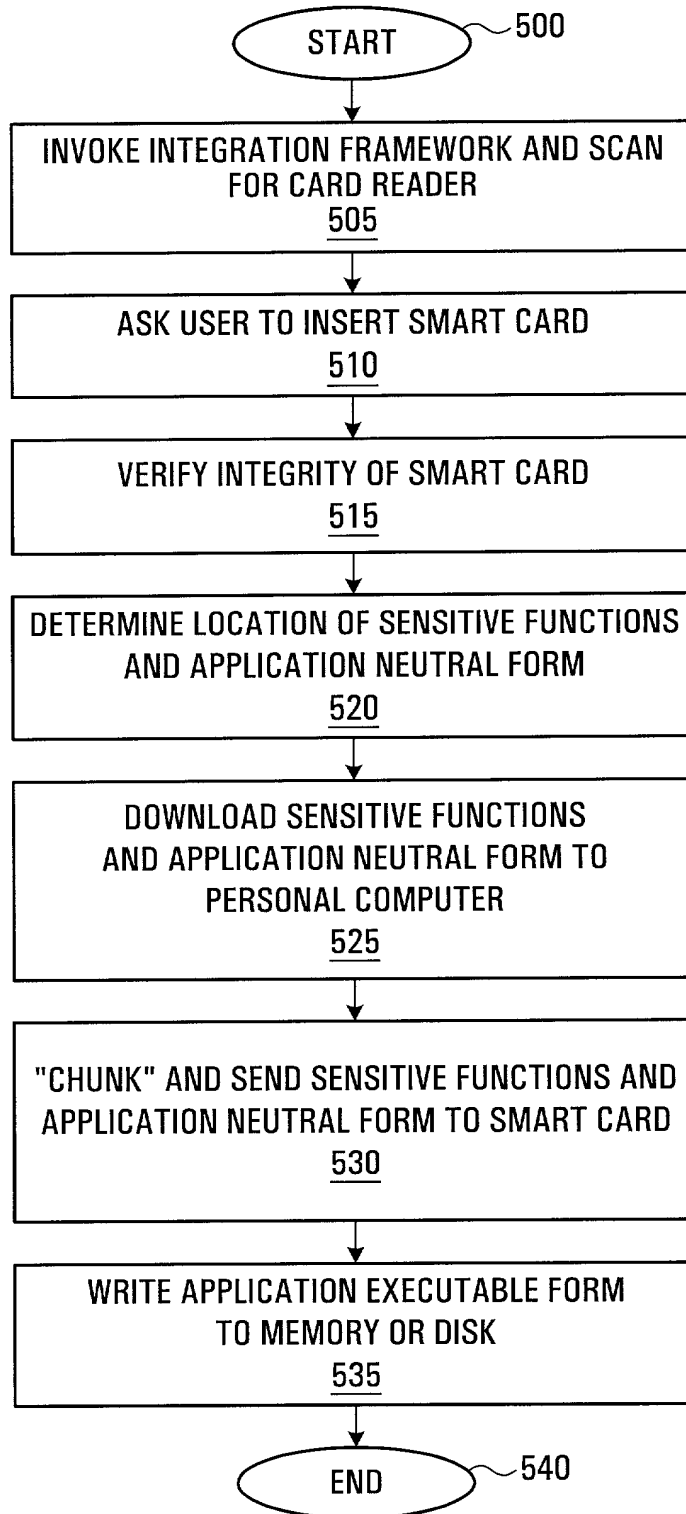 START
500
INVOKE INTEGRATION FRAMEWORK AND SCAN
FOR CARD READER
505
ASK USER TO INSERT SMART CARD
510
VERIFY INTEGRITY OF SMART CARD
515
DETERMINE LOCATION OF SENSITIVE FUNCTIONS
AND APPLICATION NEUTRAL FORM
520
DOWNLOAD SENSITIVE FUNCTIONS
AND APPLICATION NEUTRAL FORM TO
PERSONAL COMPUTER
525
"CHUNK" AND SEND SENSITIVE FUNCTIONS AND
APPLICATION NEUTRAL FORM TO SMART CARD
530
WRITE APPLICATION EXECUTABLE FORM
TO MEMORY OR DISK
535
END
540